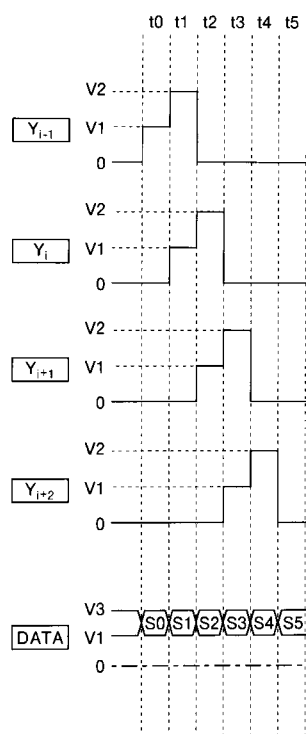 t0 t1 t2 t3 t4 t5
V2
V1
Yi-1
0
V2
V1
Yi
0
V2
V1
Yi+1
0
V2
V1
Yi+2
0
V3
S0 S1 S2 S3 S4 S5
DATA
V1
0